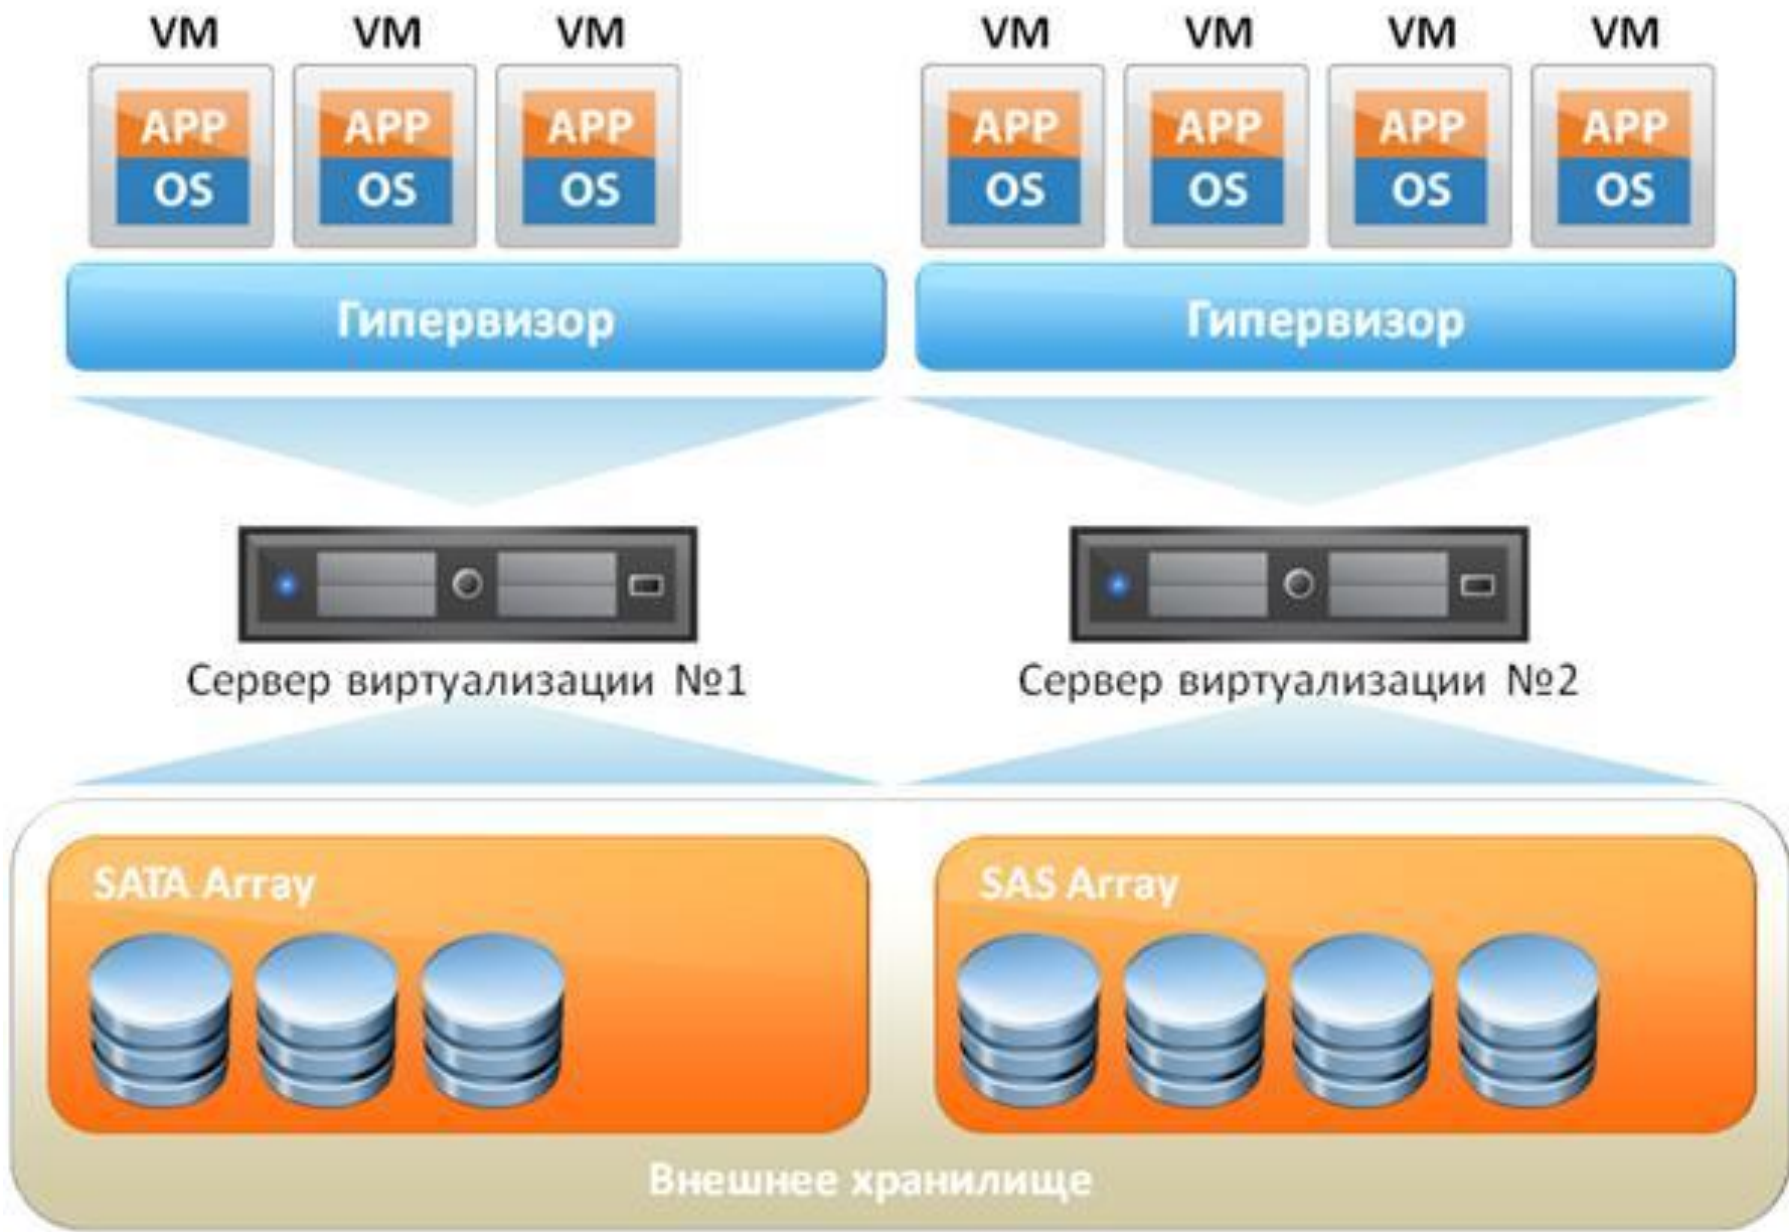 VM VM VM VM VM VM VM
APP APP APP APP APP APP APP
OS OS OS OS OS OS OS
Гипервизор Гипервизор
Сервер виртуализации №1 Сервер виртуализации №2
SATA Array SAS Array
Внешнее хранилище